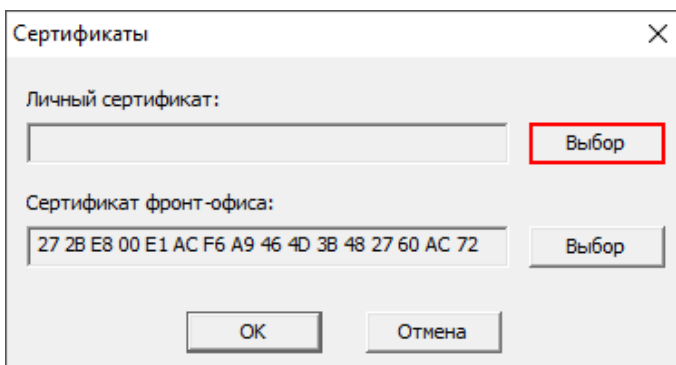 Сертификаты
Личный сертификат:
Выбор
Сертификат фронт-офиса:
27 2B E8 00 E1 AC F6 A9 46 4D 3B 48 27 60 AC 72 Выбор
OK Отмена